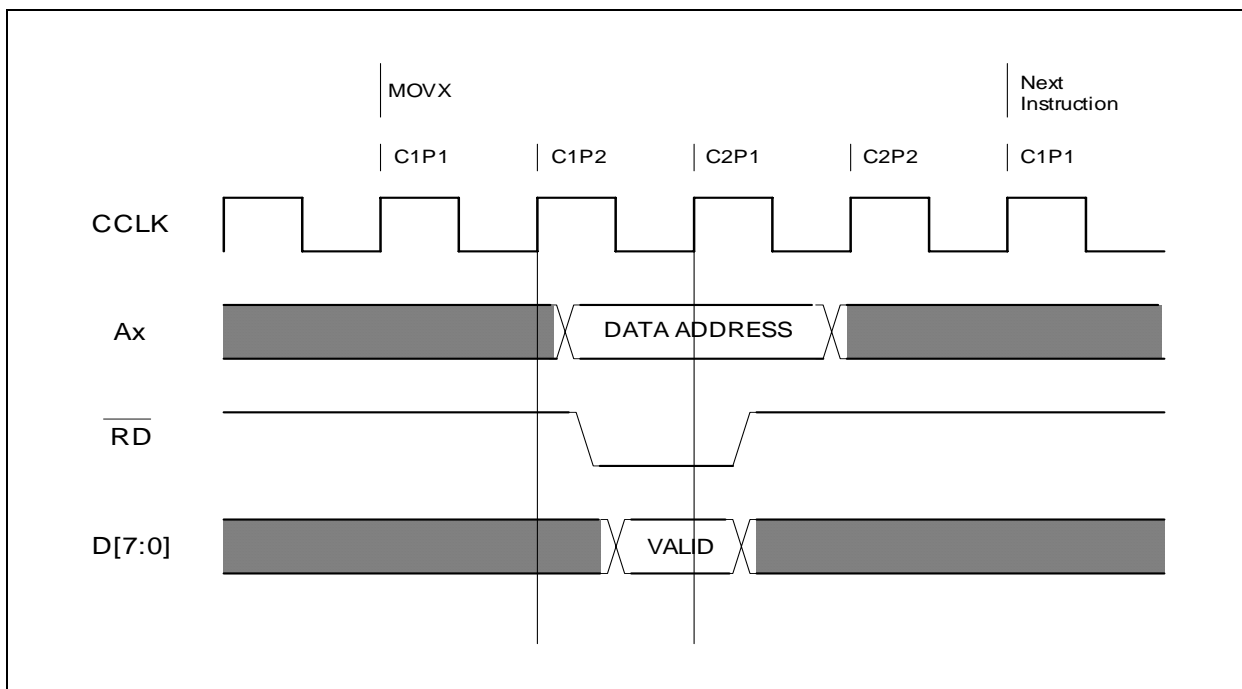 MOVX
Next
Instruction
C1P1 C1P2 C2P1 C2P2 C1P1
CCLK
Ax DATA ADDRESS
RD
D[7:0] VALID